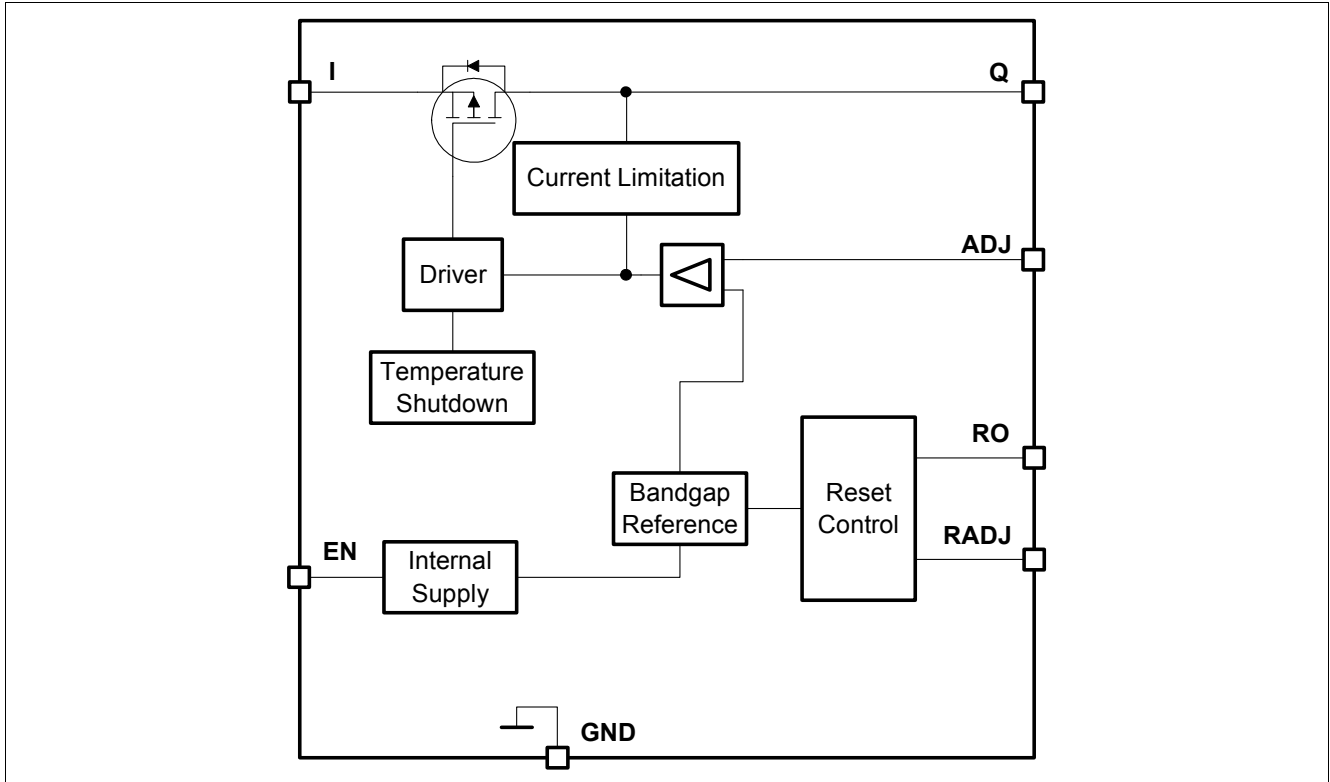 I
Q
Current Limitation
ADJ
Driver
Temperature
Shutdown
RO
Bandgap
Reference
Reset
Control
RADJ
EN
Internal
Supply
GND